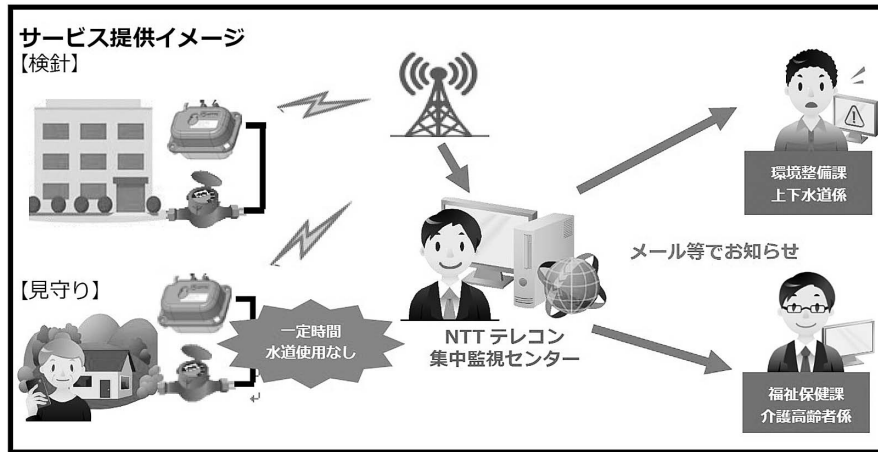 サービス提供イメージ
【検針】
環境整備課
上下水道係
メール等でお知らせ
【見守り】
一定時間
水道使用なし
NTTテレコン
集中監視センター
福祉保健課
介護高齢者係